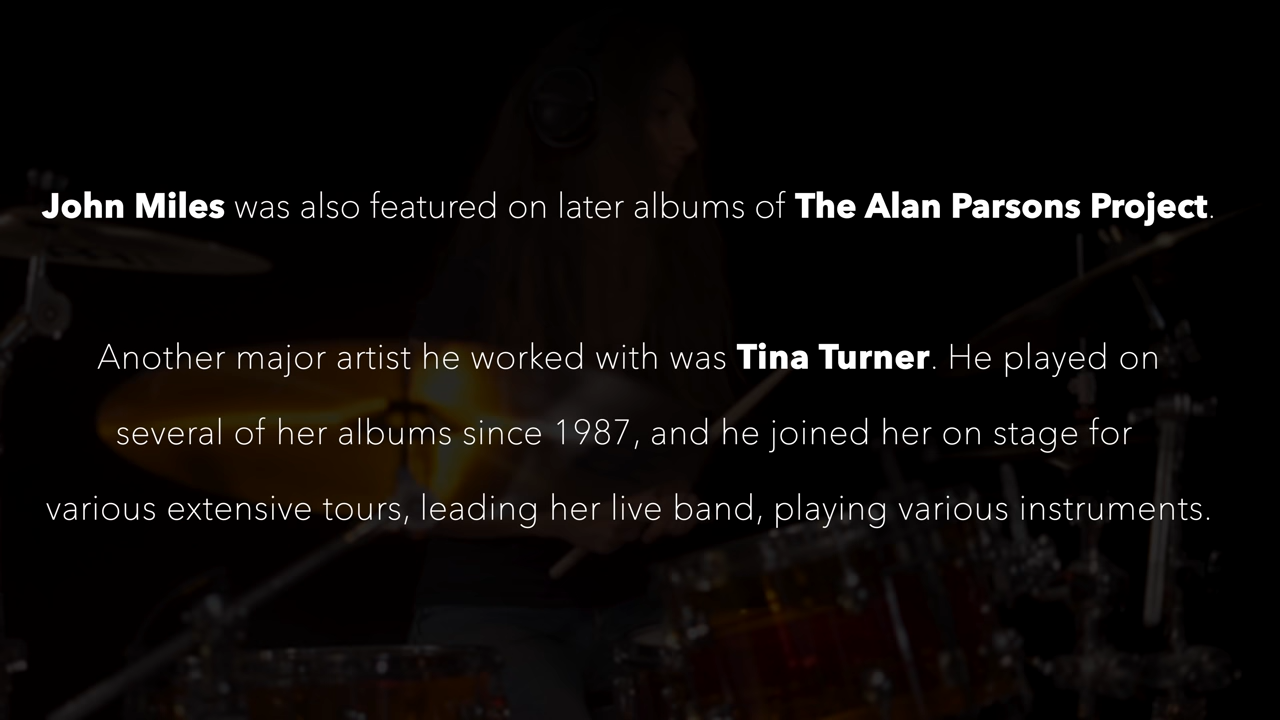 John Miles was also featured on later albums of The Alan Parsons Project.
Another major artist he worked with was Tina Turner. He played on
several of her albums since 1987, and he joined her on stage for
various extensive tours, leading her live band, playing various instruments.